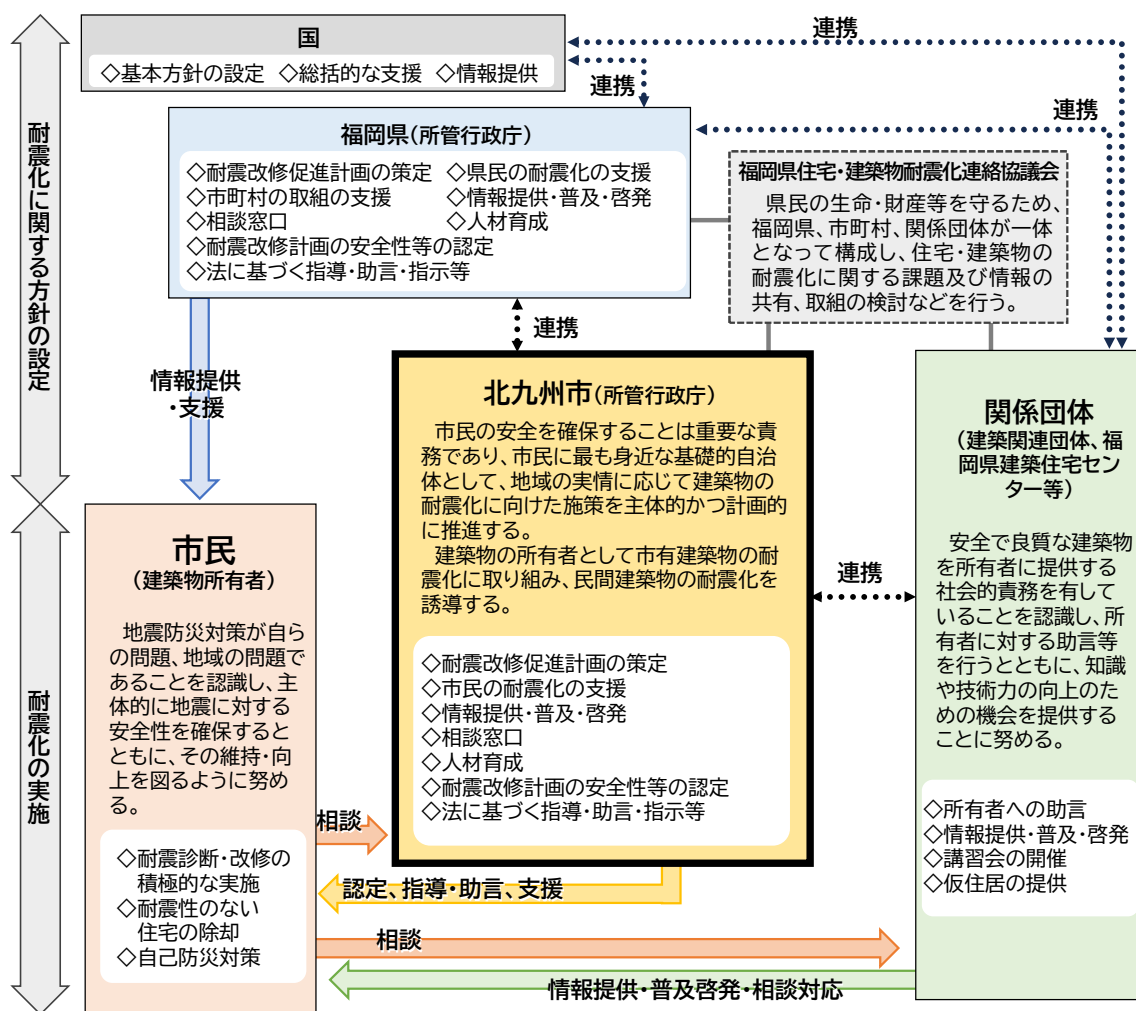 耐震化に関する方針の設定
耐震化の実施
国
◇基本方針の設定 ◇総括的な支援 ◇情報提供
連携
連携
連携
福岡県(所管行政庁)
◇耐震改修促進計画の策定 ◇県民の耐震化の支援
◇市町村の取組の支援 ◇情報提供・普及・啓発
◇相談窓口 ◇人材育成
◇耐震改修計画の安全性等の認定
◇法に基づく指導・助言・指示等
福岡県住宅・建築物耐震化連絡協議会
県民の生命・財産等を守るため、
福岡県、市町村、関係団体が一体
となって構成し、住宅・建築物の
耐震化に関する課題及び情報の
共有、取組の検討などを行う。
連携
情報提供
・支援
北九州市(所管行政庁)
市民の安全を確保することは重要な責
務であり、市民に最も身近な基礎的自治
体として、地域の実情に応じて建築物の
耐震化に向けた施策を主体的かつ計画的
に推進する。
建築物の所有者として市有建築物の耐
震化に取り組み、民間建築物の耐震化を
誘導する。
◇耐震改修促進計画の策定
◇市民の耐震化の支援
◇情報提供・普及・啓発
◇相談窓口
◇人材育成
◇耐震改修計画の安全性等の認定
◇法に基づく指導・助言・指示等
連携
関係団体
(建築関連団体、福
岡県建築住宅セン
ター等)
安全で良質な建築物
を所有者に提供する
社会的責務を有して
いることを認識し、所
有者に対する助言等
を行うとともに、知識
や技術力の向上のた
めの機会を提供する
ことに努める。
◇所有者への助言
◇情報提供・普及・啓発
◇講習会の開催
◇仮住居の提供
市民
(建築物所有者)
地震防災対策が自ら
の問題、地域の問題で
あることを認識し、主
体的に地震に対する
安全性を確保すると
ともに、その維持・向
上を図るように努め
る。
◇耐震診断・改修の
積極的な実施
◇耐震性のない
住宅の除却
◇自己防災対策
相談
認定、指導・助言、支援
相談
情報提供・普及啓発・相談対応